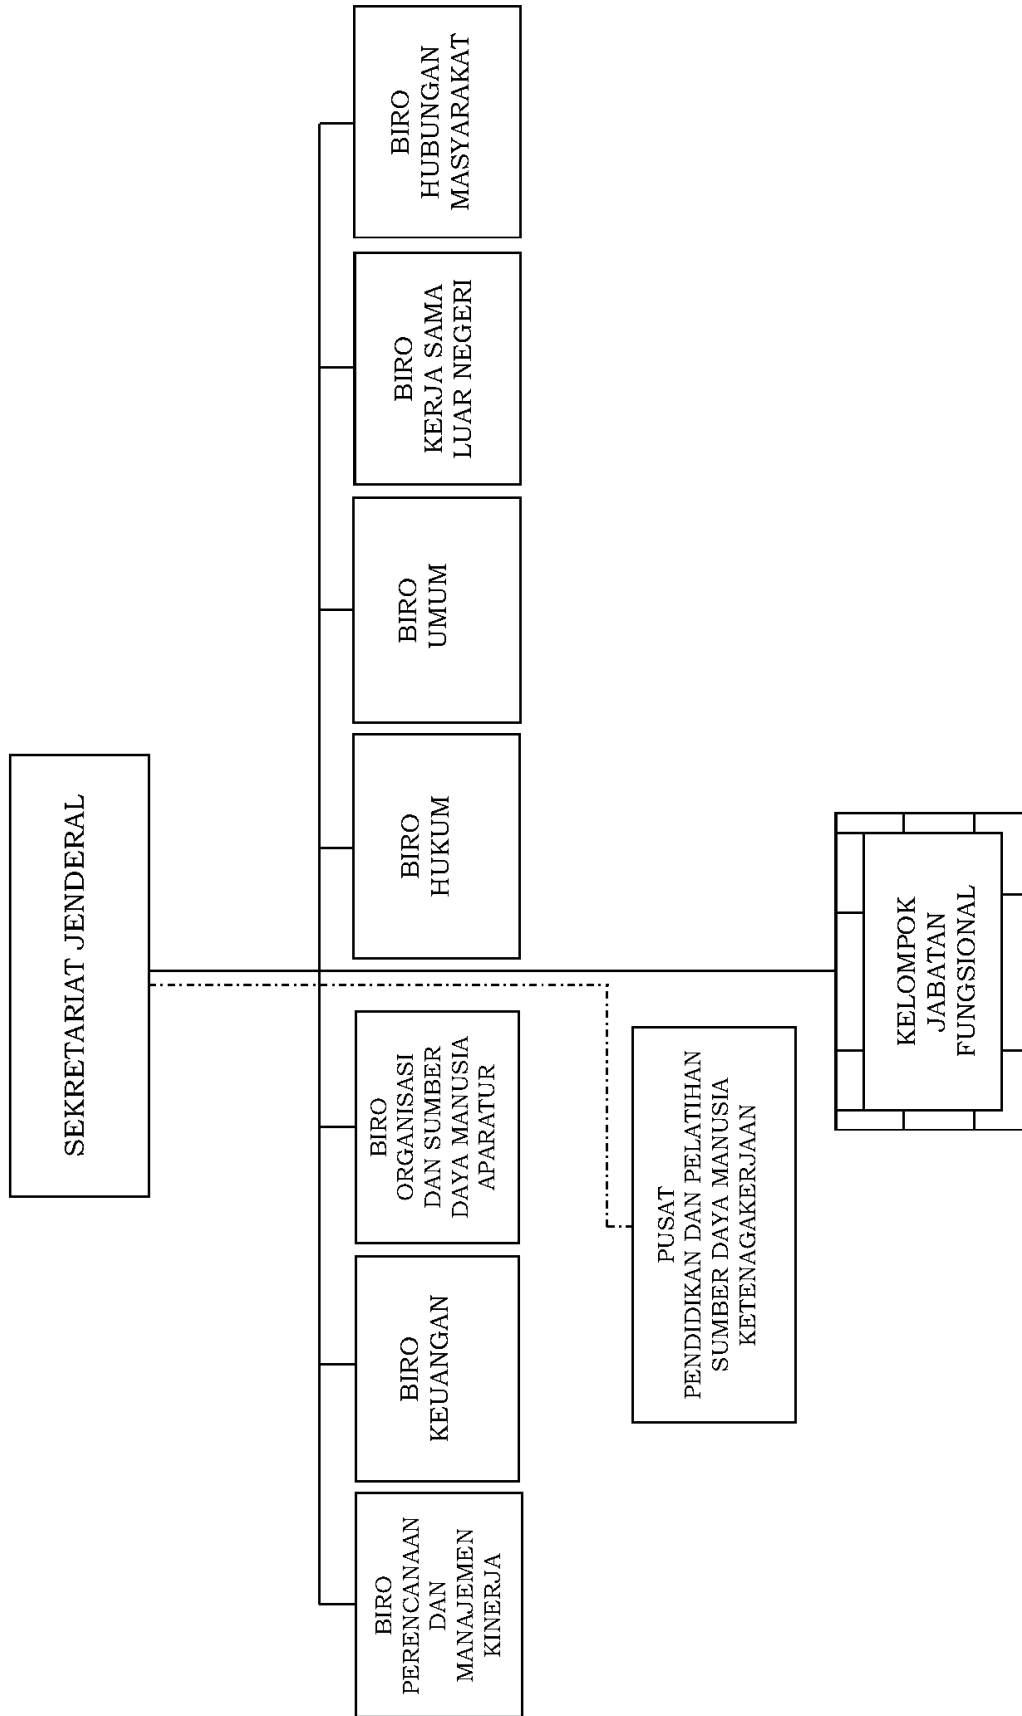 SEKRETARIAT JENDERAL
BIRO
PERENCANAAN
DAN
MANAJEMEN
KINERJA
BIRO
KEUANGAN
BIRO
ORGANISASI
DAN SUMBER
DAYA MANUSIA
APARATUR
BIRO
HUKUM
BIRO
UMUM
BIRO
KERJA SAMA
LUAR NEGERI
BIRO
HUBUNGAN
MASYARAKAT
PUSAT
PENDIDIKAN DAN PELATIHAN
SUMBER DAYA MANUSIA
KETENAGAKERJAAN
KELOMPOK
JABATAN
FUNGSIONAL